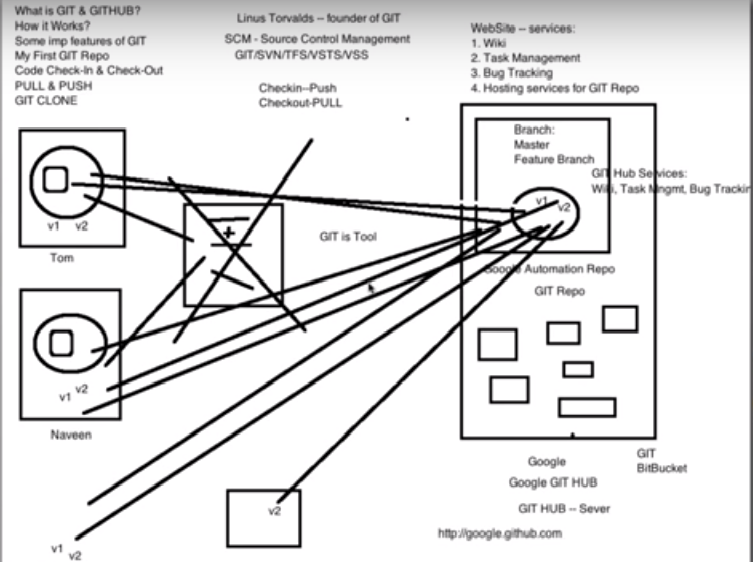 What is GIT & GITHUB?
How it Works?
Some imp features of GIT
My First GIT Repo
Code Check-In & Check-Out
PULL & PUSH
GIT CLONE
Linus Torvalds -- founder of GIT
SCM - Source Control Management
GIT/SVN/TFS/VSTS/VSS
Checkin--Push
Checkout-PULL
WebSite -- services:
1. Wiki
2. Task Management
3. Bug Tracking
4. Hosting services for GIT Repo
Branch:
Master
Feature Branch
GIT Hub Services:
Wiki, Task Mngmt, Bug Trackin
v1
v2
v1 v2
Tom
GIT is Tool
Google Automation Repo
GIT Repo
v1 v2
Naveen
Google
GIT
BitBucket
Google GIT HUB
v2
GIT HUB -- Sever
http://google.github.com
v1
v2